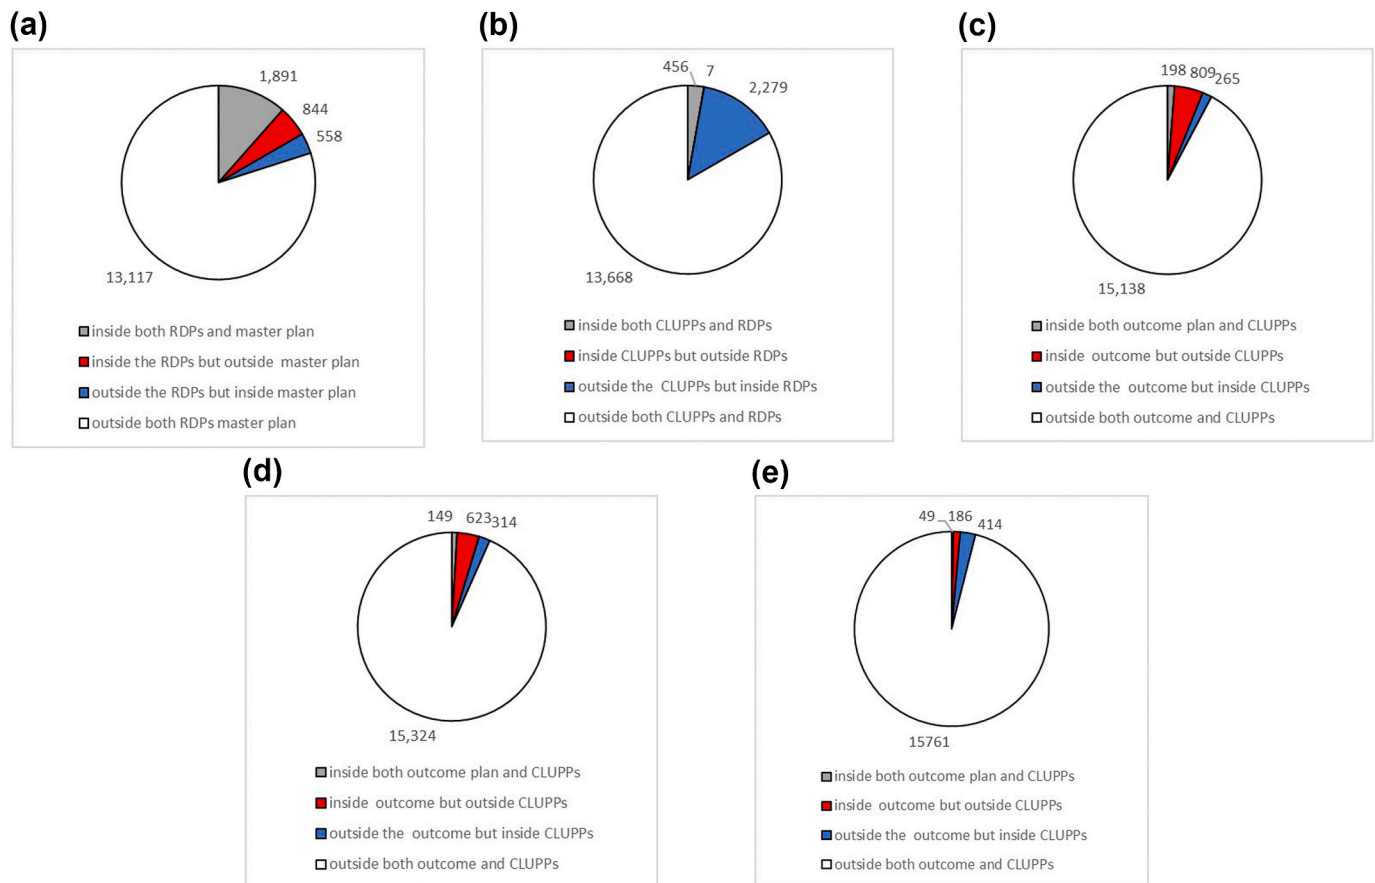 (a)
1,891
844
558
13,117
inside both RDPs and master plan
inside the RDPs but outside  master plan
outside the RDPs but inside master plan
outside both RDPs master plan
(b)
456
7
2,279
13,668
inside both CLUPPs and RDPs
inside CLUPPs but outside RDPs
outside the  CLUPPs but inside RDPs
outside both CLUPPs and RDPs
(c)
198
809
265
15,138
inside both outcome plan and CLUPPs
inside  outcome but outside CLUPPs
outside the  outcome but inside CLUPPs
outside both outcome and CLUPPs
(d)
149
623
314
15,324
inside both outcome plan and CLUPPs
inside  outcome but outside CLUPPs
outside the  outcome but inside CLUPPs
outside both outcome and CLUPPs
(e)
49
186
414
15761
inside both outcome plan and CLUPPs
inside  outcome but outside CLUPPs
outside the  outcome but inside CLUPPs
outside both outcome and CLUPPs